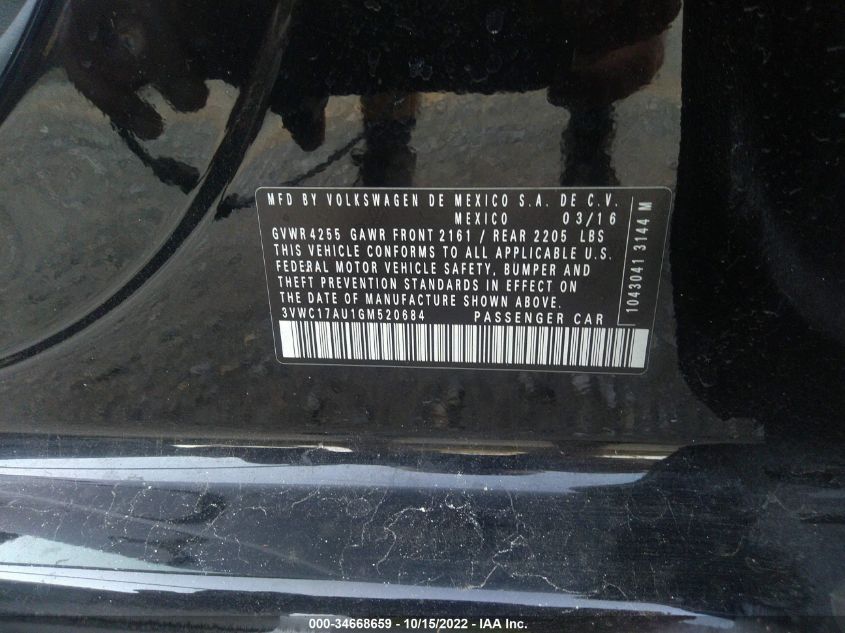 MFD BY VOLKSWAGEN DE MEXICO S.A. DE C.V.
MEXICO 03/16
GVWR 4255 GAWR FRONT 2161 / REAR 2205 LBS
THIS VEHICLE CONFORMS TO ALL APPLICABLE U.S.
FEDERAL MOTOR VEHICLE SAFETY, BUMPER AND
THEFT PREVENTION STANDARDS IN EFFECT ON
THE DATE OF MANUFACTURE SHOWN ABOVE.
3VWC17AU1GM520684 PASSENGER CAR
1043041 3144 M
000-34668659 - 10/15/2022 - IAA Inc.